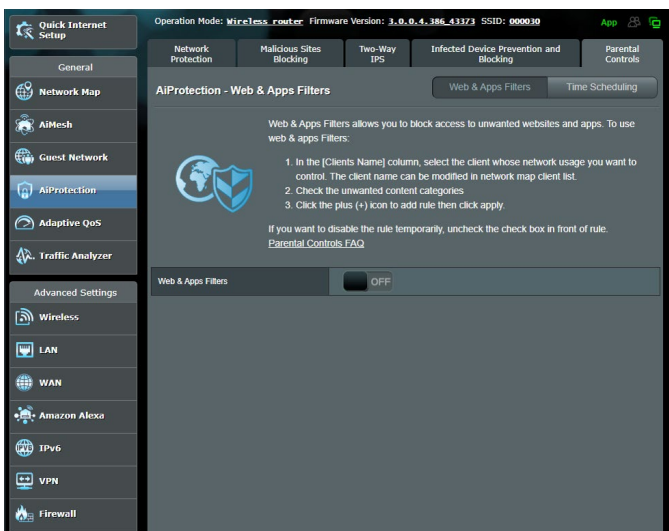 Quick Internet
Setup
Operation Mode: Wireless router Firmware Version: 3.0.0.4.386_43373 SSID: 000030
App
General
Network Map
AiMesh
Guest Network
AiProtection
Adaptive QoS
Traffic Analyzer
Advanced Settings
Wireless
LAN
WAN
Amazon Alexa
IPv6
VPN
Firewall
Network
Protection
Malicious Sites
Blocking
Two-Way
IPS
Infected Device Prevention and
Blocking
Parental
Controls
AiProtection - Web & Apps Filters
Web & Apps Filters
Time Scheduling
Web & Apps Filters allows you to block access to unwanted websites and apps. To use
web & apps Filters:
1. In the [Clients Name] column, select the client whose network usage you want to
control. The client name can be modified in network map client list.
2. Check the unwanted content categories
3. Click the plus (+) icon to add rule then click apply.
If you want to disable the rule temporarily, uncheck the check box in front of rule.
Parental Controls FAQ
Web & Apps Filters
OFF